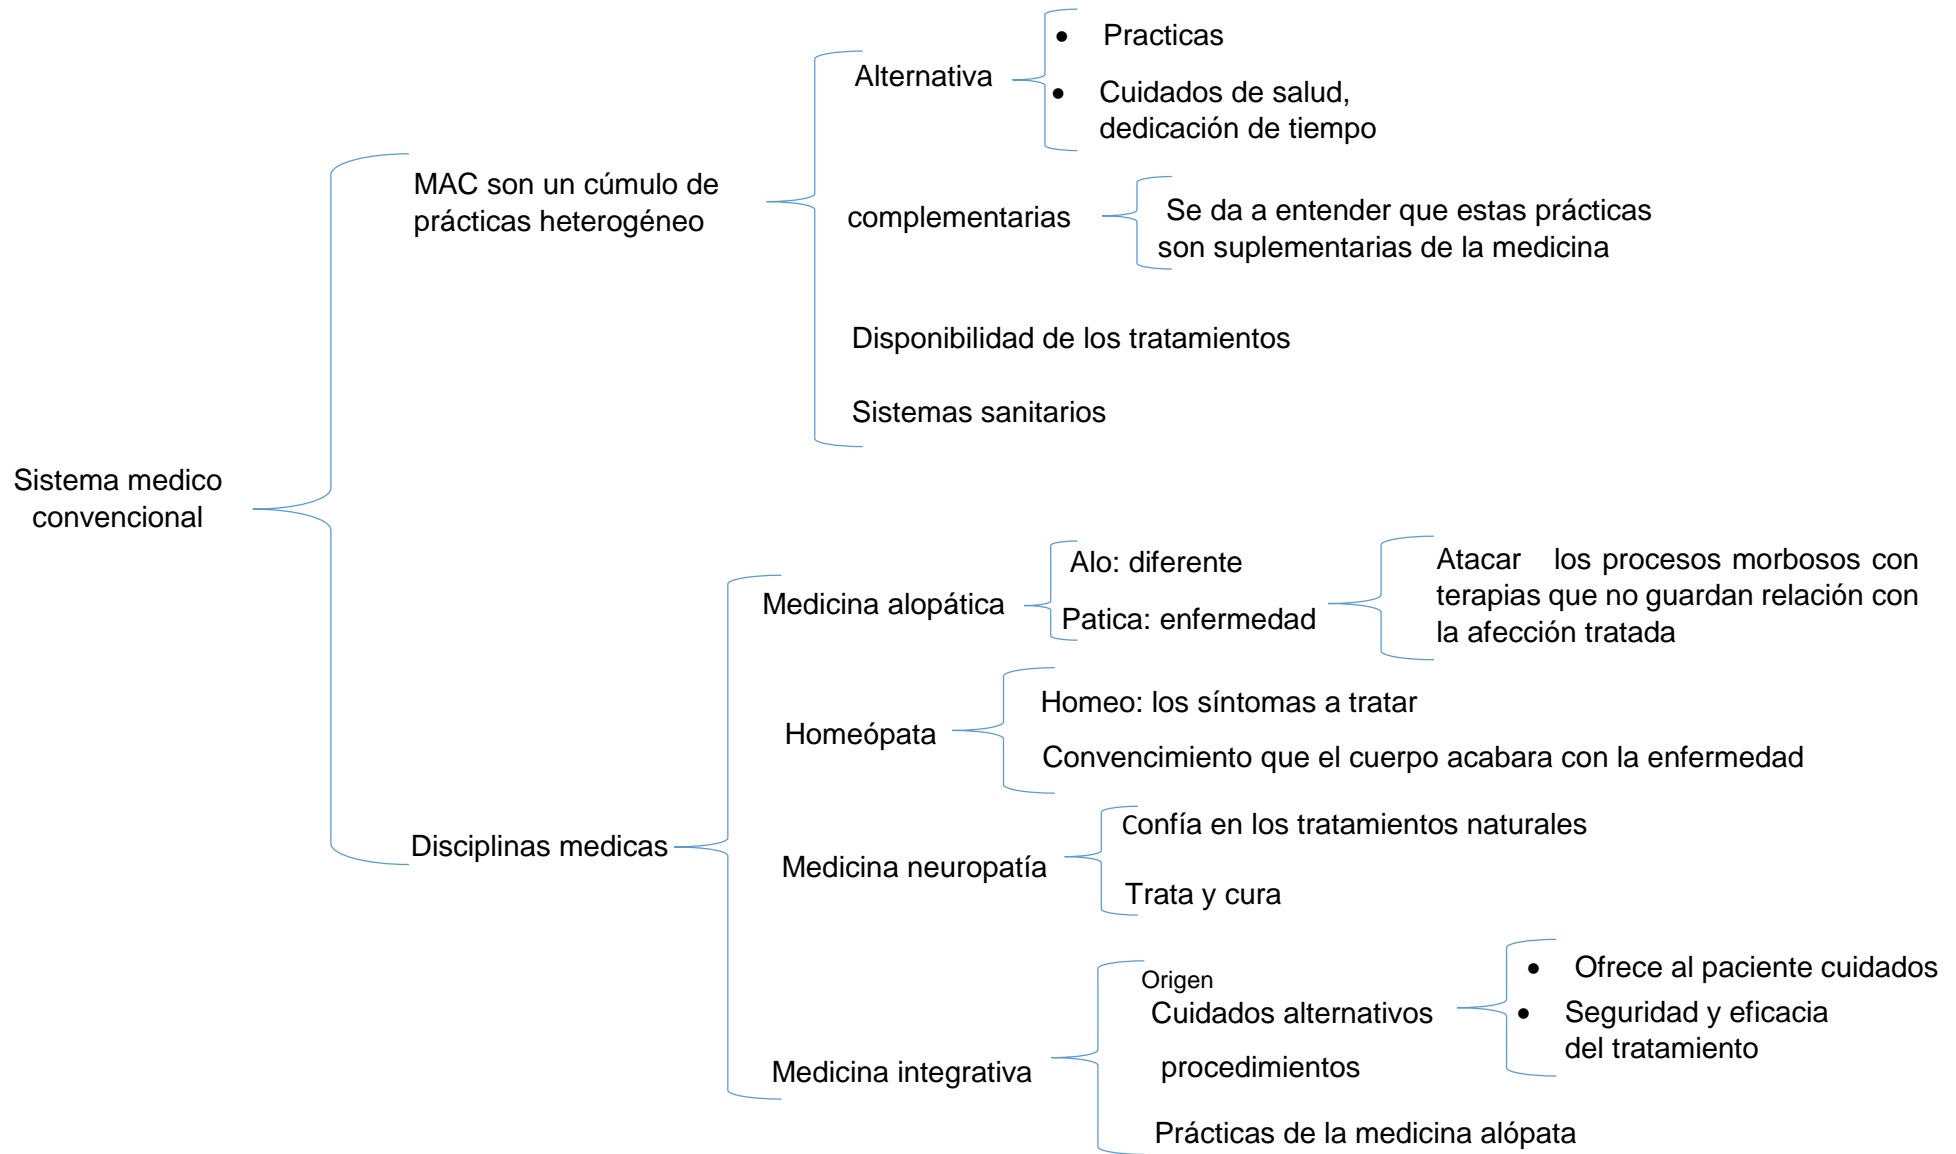 Sistema medico
convencional
MAC son un cúmulo de
prácticas heterogéneo
Alternativa
• Practicas
• Cuidados de salud,
dedicación de tiempo
complementarias
Se da a entender que estas prácticas
son suplementarias de la medicina
Disponibilidad de los tratamientos
Sistemas sanitarios
Disciplinas medicas
Medicina alopática
Alo: diferente
Patica: enfermedad
Atacar los procesos morbosos con
terapias que no guardan relación con
la afección tratada
Homeópata
Homeo: los síntomas a tratar
Convencimiento que el cuerpo acabara con la enfermedad
Medicina neuropatía
Confía en los tratamientos naturales
Trata y cura
Medicina integrativa
Origen
Cuidados alternativos
• Ofrece al paciente cuidados
• Seguridad y eficacia
del tratamiento
procedimientos
Prácticas de la medicina alópata